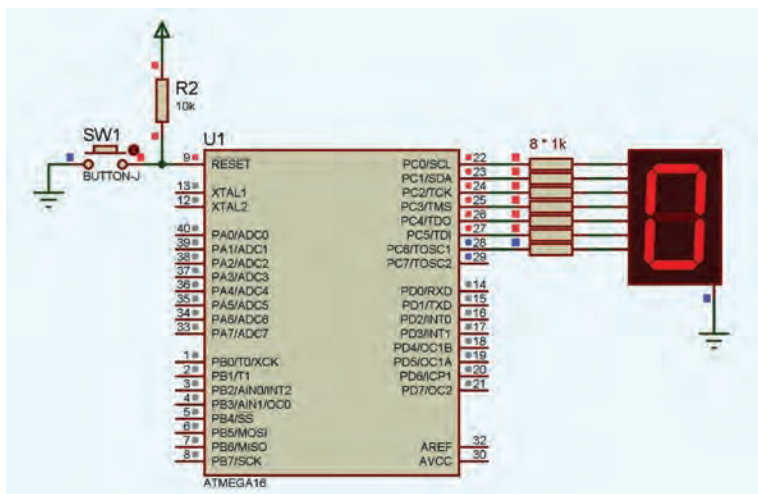 R2
10k
SW1
BUTTON-J
U1
8 * 1k
9 RESET
13 XTAL1
12 XTAL2
40 PA0/ADC0
39 PA1/ADC1
38 PA2/ADC2
37 PA3/ADC3
36 PA4/ADC4
35 PA5/ADC5
34 PA6/ADC6
33 PA7/ADC7
1 PB0/T0/XCK
2 PB1/T1
3 PB2/AIN0/INT2
4 PB3/AIN1/OC0
5 PB4/SS
6 PB5/MOSI
7 PB6/MISO
8 PB7/SCK
PC0/SCL 22
PC1/SDA 23
PC2/TCK 24
PC3/TMS 25
PC4/TDO 26
PC5/TDI 27
PC6/TOSC1 28
PC7/TOSC2 29
PD0/RXD 14
PD1/TXD 15
PD2/INT0 16
PD3/INT1 17
PD4/OC1B 18
PD5/OC1A 19
PD6/ICP1 20
PD7/OC2 21
AREF 32
AVCC 30
ATMEGA16
0